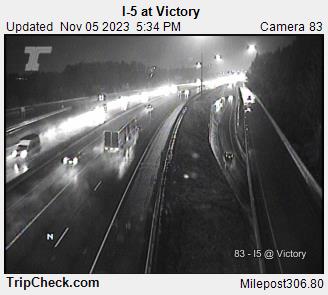 I-5 at Victory
Updated Nov 05 2023 5:34 PM Camera 83
T
N
83 - I5 @ Victory
TripCheck.com Milepost306.80